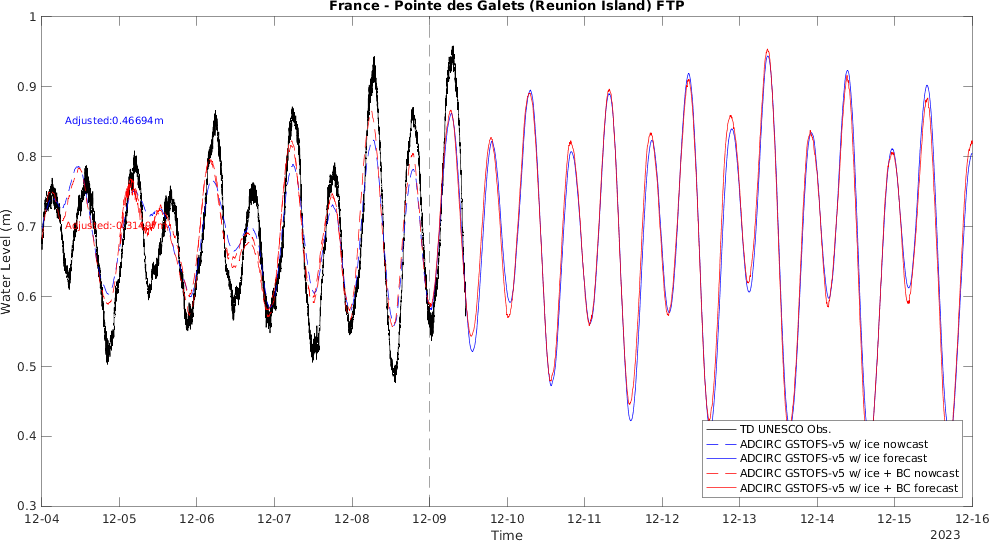 France - Pointe des Galets (Reunion Island) FTP
Water Level (m)
1
0.9
0.8
0.7
0.6
0.5
0.4
0.3
Adjusted:0.46694m
TD UNESCO Obs.
ADCIRC GSTOFS-v5 w/ ice nowcast
ADCIRC GSTOFS-v5 w/ ice forecast
ADCIRC GSTOFS-v5 w/ ice + BC nowcast
ADCIRC GSTOFS-v5 w/ ice + BC forecast
12-04 12-05 12-06 12-07 12-08 12-09 12-10 12-11 12-12 12-13 12-14 12-15 12-16
Time
2023